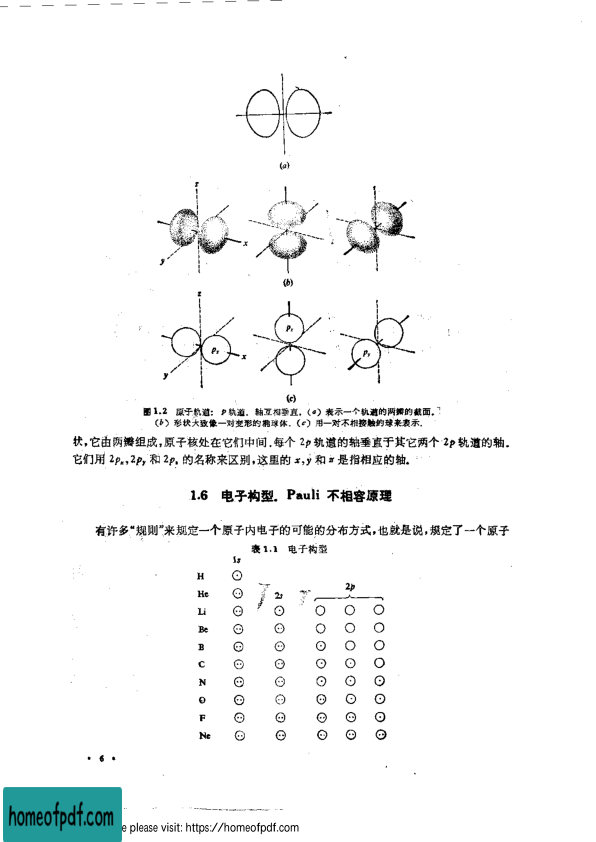 (a)
z
x
y
(b)
z
x
y
(c)
图1.2 原子轨道: p 轨道. 轴互相垂直. (a) 表示一个轨道的两瓣的截面.
(b) 形状大致像一对变形的椭球体. (c) 用一对不相接触的球来表示.
状,它由两瓣组成,原子核处在它们中间.每个 2p 轨道的轴垂直于其它两个 2p 轨道的轴.
它们用 2pₓ,2pᵧ 和 2p_z 的名称来区别,这里的 x,y 和 z 是指相应的轴.
1.6 电子构型. Pauli 不相容原理
有许多“规则”来规定一个原子内电子的可能的分布方式,也就是说,规定了一个原子
表 1.1 电子构型
1s
H
He 2s 2p
Li
Be
B
C
N
O
F
Ne
· 6 ·
homeofpdf.com
e please visit: https://homeofpdf.com